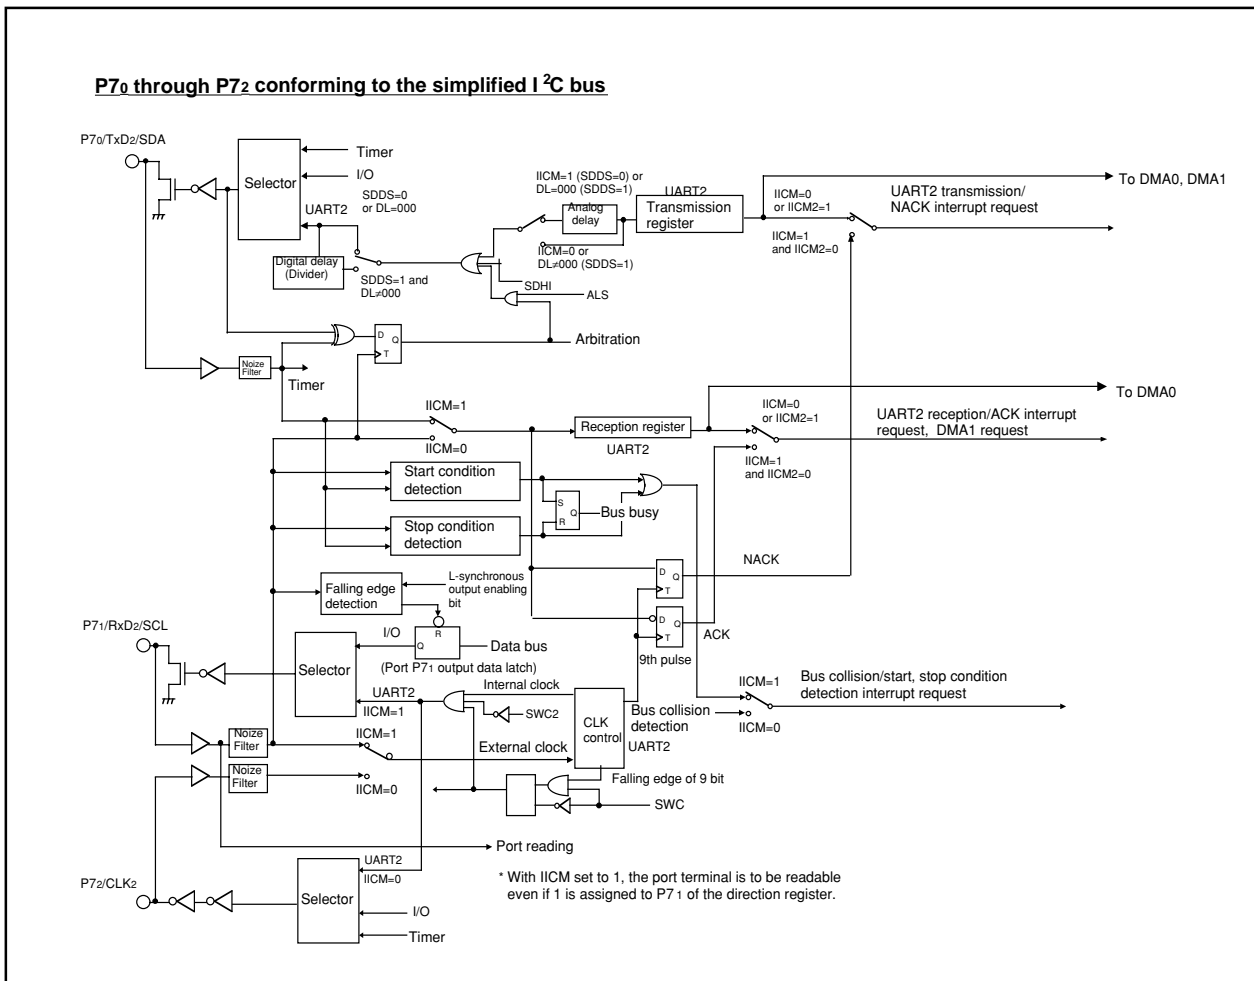 P70 through P72 conforming to the simplified I 2C bus
P70/TxD2/SDA
Selector
Timer
I/O
UART2
SDDS=0
or DL=000
Digital delay
(Divider)
SDDS=1 and
DL≠000
IICM=1 (SDDS=0) or
DL=000 (SDDS=1)
Analog
delay
IICM=0 or
DL≠000 (SDDS=1)
SDHI
ALS
UART2
Transmission
register
IICM=0
or IICM2=1
IICM=1
and IICM2=0
To DMA0, DMA1
UART2 transmission/
NACK interrupt request
D
Q
T
Arbitration
Noize
Filter
Timer
IICM=1
IICM=0
Reception register
UART2
IICM=0
or IICM2=1
IICM=1
and IICM2=0
To DMA0
UART2 reception/ACK interrupt
request, DMA1 request
Start condition
detection
Stop condition
detection
S
Q
R
Bus busy
NACK
D
Q
T
D
Q
T
ACK
9th pulse
Falling edge
detection
L-synchronous
output enabling
bit
P71/RxD2/SCL
Selector
I/O
R
Q
Data bus
(Port P71 output data latch)
UART2
IICM=1
Internal clock
SWC2
CLK
control
UART2
Bus collision
detection
IICM=1
IICM=0
Bus collision/start, stop condition
detection interrupt request
Noize
Filter
Noize
Filter
IICM=1
IICM=0
External clock
Falling edge of 9 bit
SWC
Port reading
P72/CLK2
Selector
UART2
IICM=0
I/O
Timer
* With IICM set to 1, the port terminal is to be readable
even if 1 is assigned to P71 of the direction register.